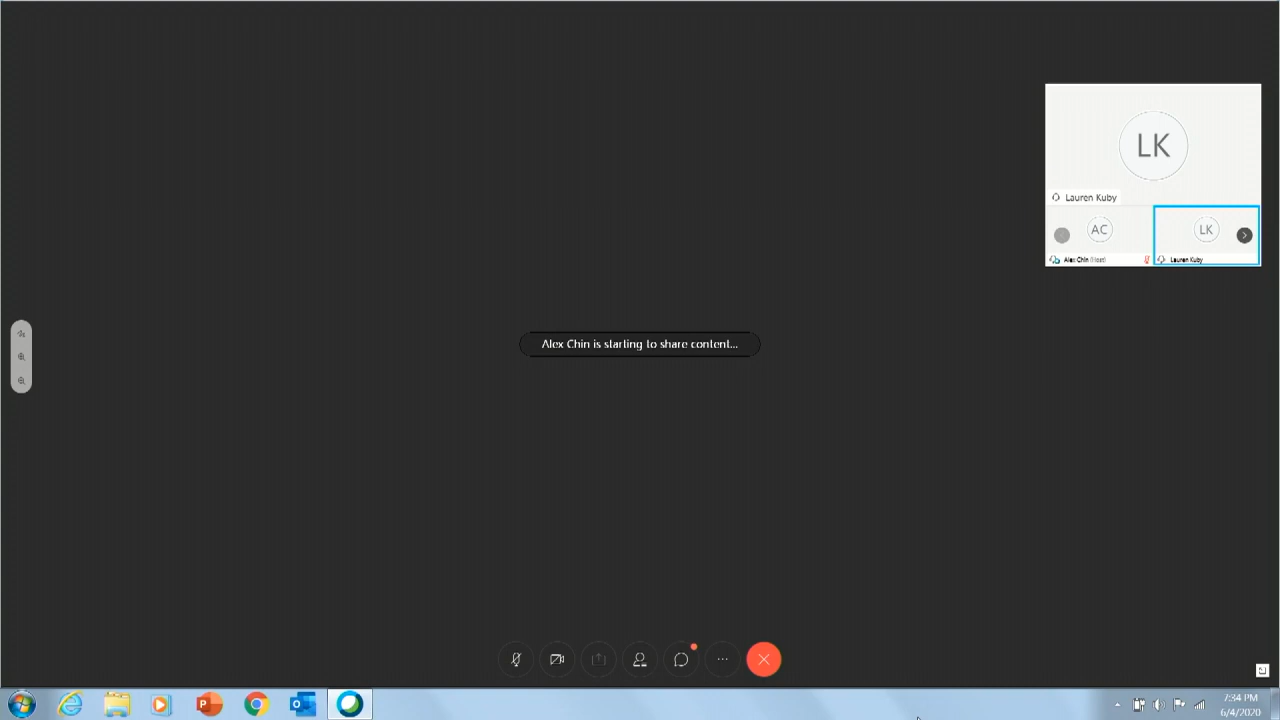 LK
Lauren Kuby
AC
LK
Alex Chin (Host)
Lauren Kuby
Alex Chin is starting to share content...
7:34 PM
6/4/2020